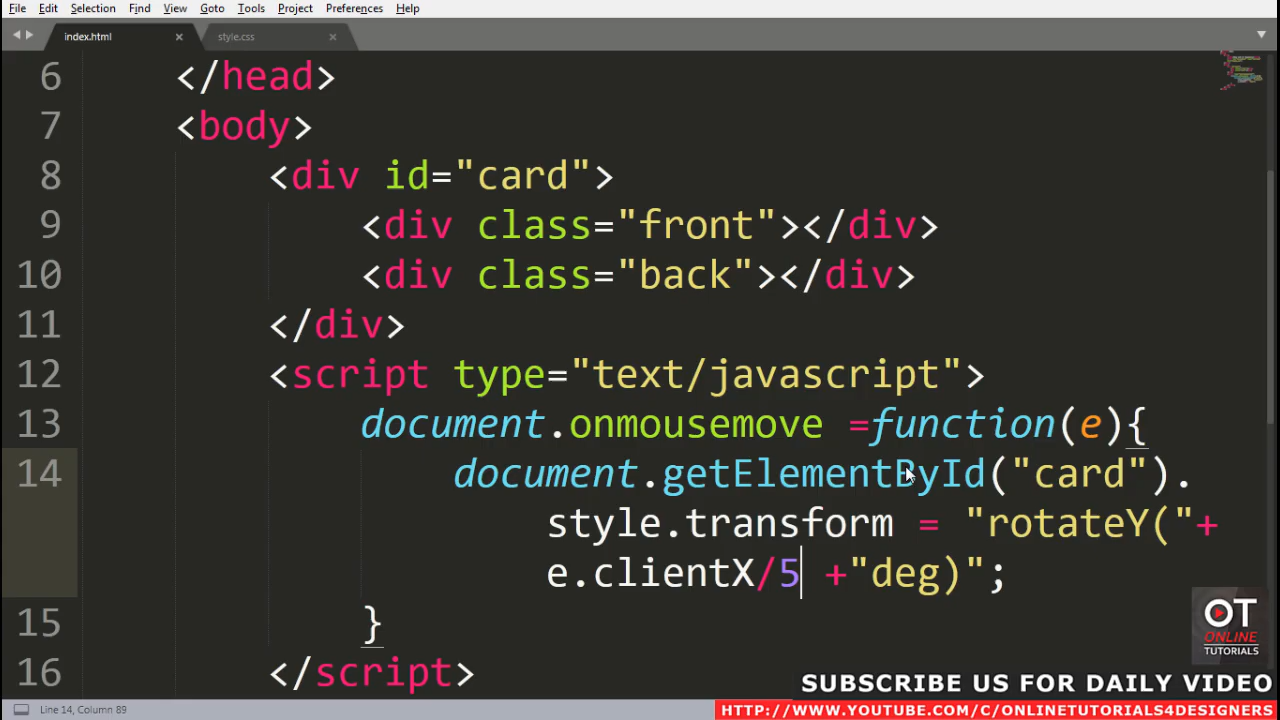 File Edit Selection Find View Goto Tools Project Preferences Help
index.html × style.css ×
6 </head>
7 <body>
8 <div id="card">
9 <div class="front"></div>
10 <div class="back"></div>
11 </div>
12 <script type="text/javascript">
13 document.onmousemove =function(e){
14 document.getElementById("card").
style.transform = "rotateY("+
e.clientX/5 +"deg)";
15 }
16 </script>
OT
ONLINE
TUTORIALS
SUBSCRIBE US FOR DAILY VIDEO
Line 14, Column 89
HTTP://WWW.YOUTUBE.COM/C/ONLINETUTORIALS4DESIGNERS